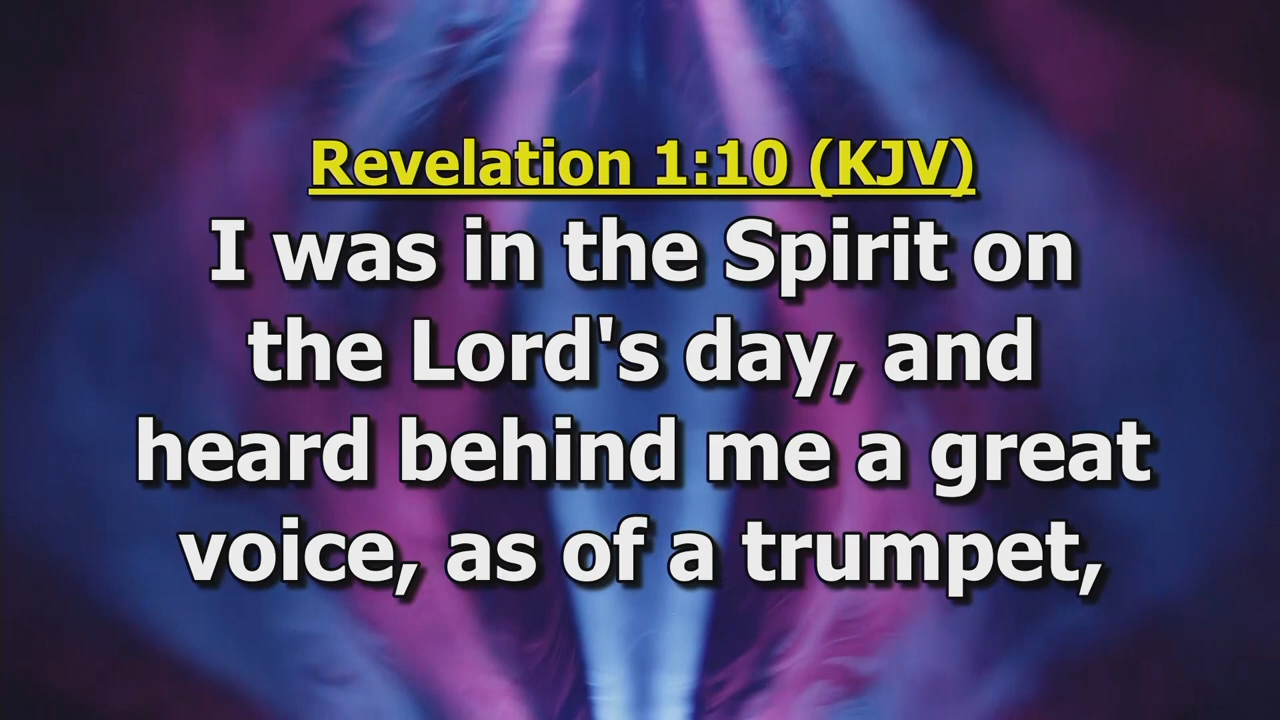 Revelation 1:10 (KJV)
I was in the Spirit on
the Lord's day, and
heard behind me a great
voice, as of a trumpet,